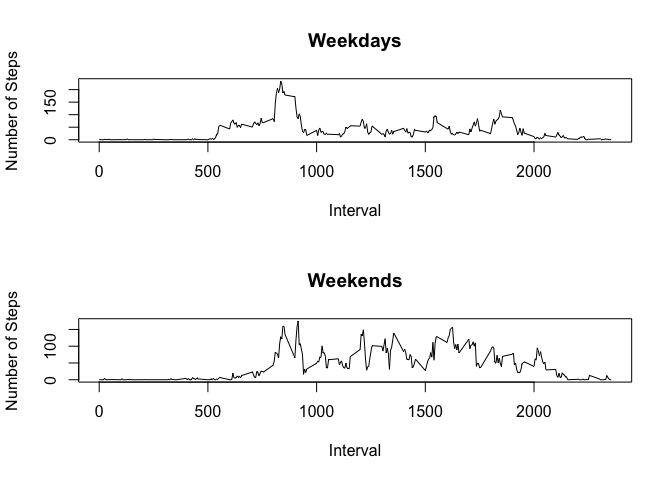 Weekdays
Number of Steps
150
0
0 500 1000 1500 2000
Interval
Weekends
Number of Steps
100
0
0 500 1000 1500 2000
Interval